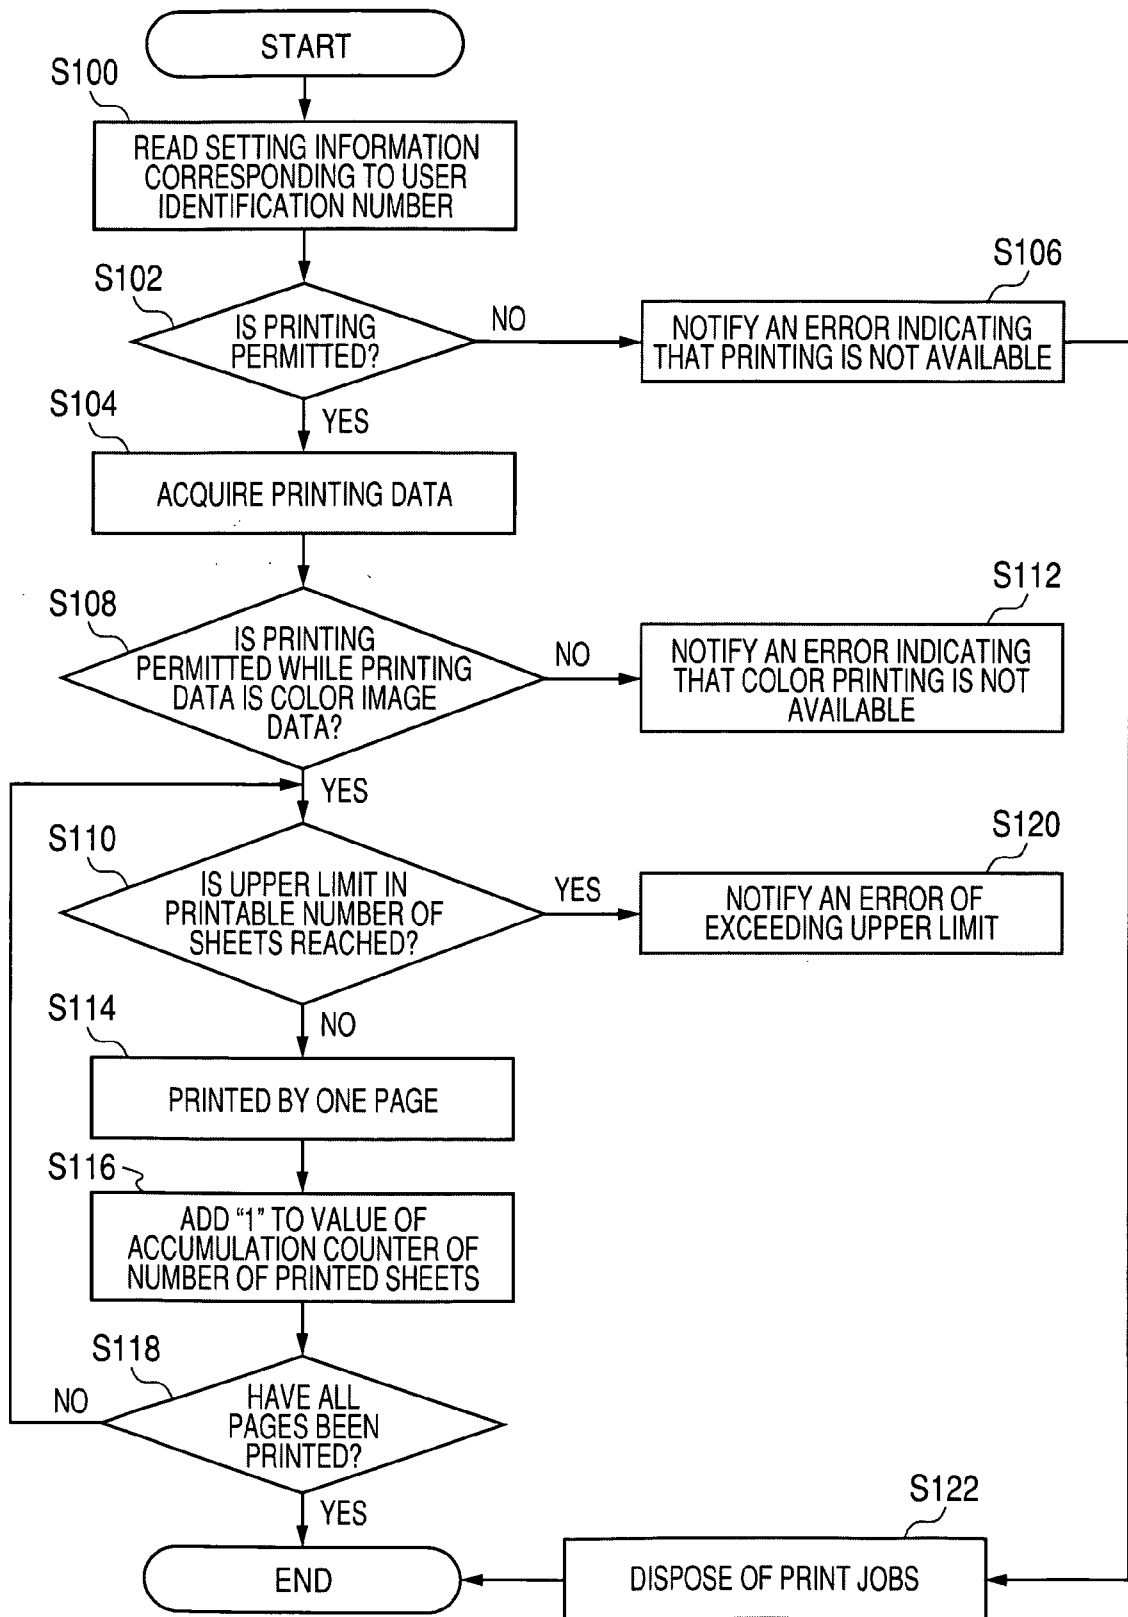 START
S100
READ SETTING INFORMATION
CORRESPONDING TO USER
IDENTIFICATION NUMBER
S102
IS PRINTING
PERMITTED?
NO
S106
NOTIFY AN ERROR INDICATING
THAT PRINTING IS NOT AVAILABLE
YES
S104
ACQUIRE PRINTING DATA
S108
IS PRINTING
PERMITTED WHILE PRINTING
DATA IS COLOR IMAGE
DATA?
NO
S112
NOTIFY AN ERROR INDICATING
THAT COLOR PRINTING IS NOT
AVAILABLE
YES
S110
IS UPPER LIMIT IN
PRINTABLE NUMBER OF
SHEETS REACHED?
YES
S120
NOTIFY AN ERROR OF
EXCEEDING UPPER LIMIT
NO
S114
PRINTED BY ONE PAGE
S116
ADD "1" TO VALUE OF
ACCUMULATION COUNTER OF
NUMBER OF PRINTED SHEETS
S118
HAVE ALL
PAGES BEEN
PRINTED?
NO
YES
END
S122
DISPOSE OF PRINT JOBS